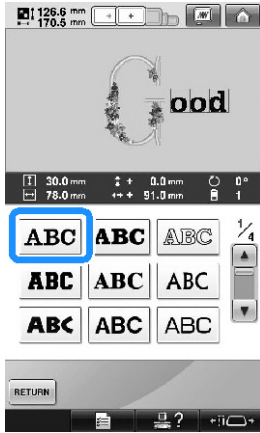 126.6 mm
170.5 mm
Good
30.0 mm 0.0 mm 0°
78.0 mm 91.0 mm 1
ABC ABC ABC
1/4
ABC ABC ABC
ABC ABC ABC
RETURN
?